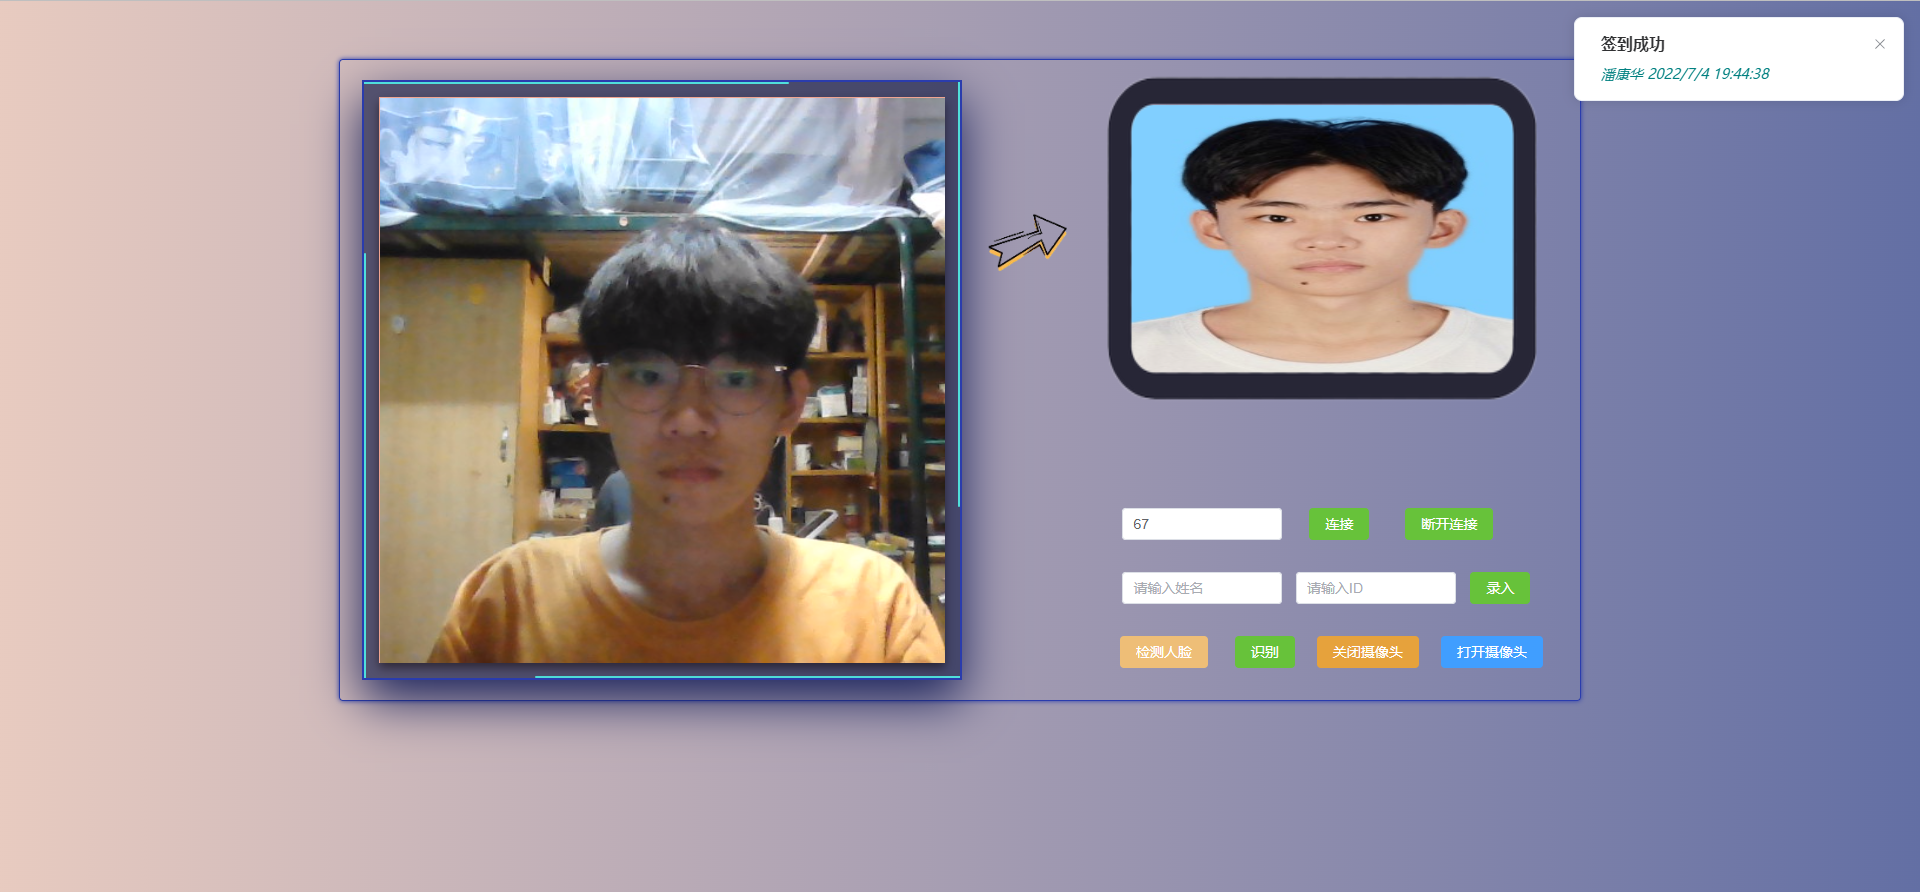 签到成功
潘康华 2022/7/4 19:44:38
67
连接
断开连接
请输入姓名
请输入ID
录入
检测人脸
识别
关闭摄像头
打开摄像头